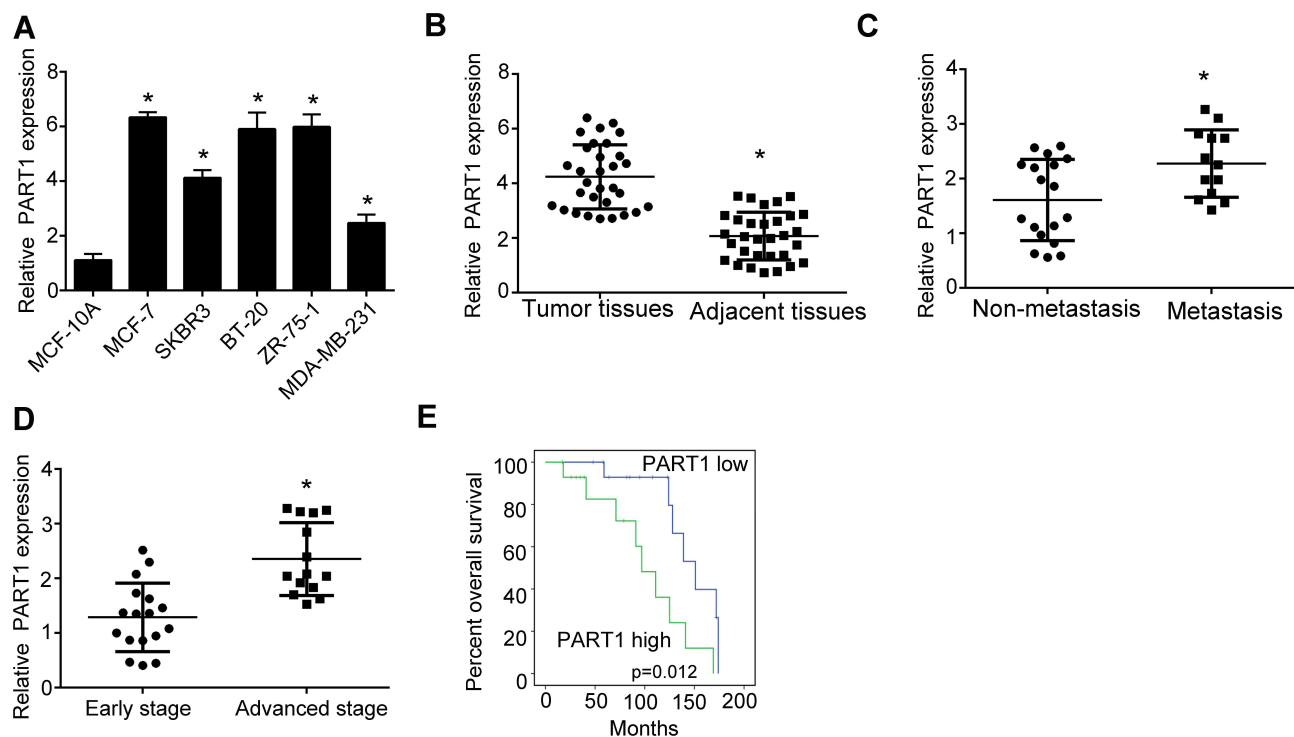 A
Relative PART1 expression
8
6
4
2
0
*
*
*
*
*
MCF-10A
MCF-7
SKBR3
BT-20
ZR-75-1
MDA-MB-231
B
Relative PART1 expression
8
6
4
2
0
*
Tumor tissues
Adjacent tissues
C
Relative PART1 expression
4
3
2
1
0
*
Non-metastasis
Metastasis
D
Relative PART1 expression
4
3
2
1
0
*
Early stage
Advanced stage
E
Percent overall survival
100
80
60
40
20
0
PART1 low
PART1 high
p=0.012
0 50 100 150 200
Months